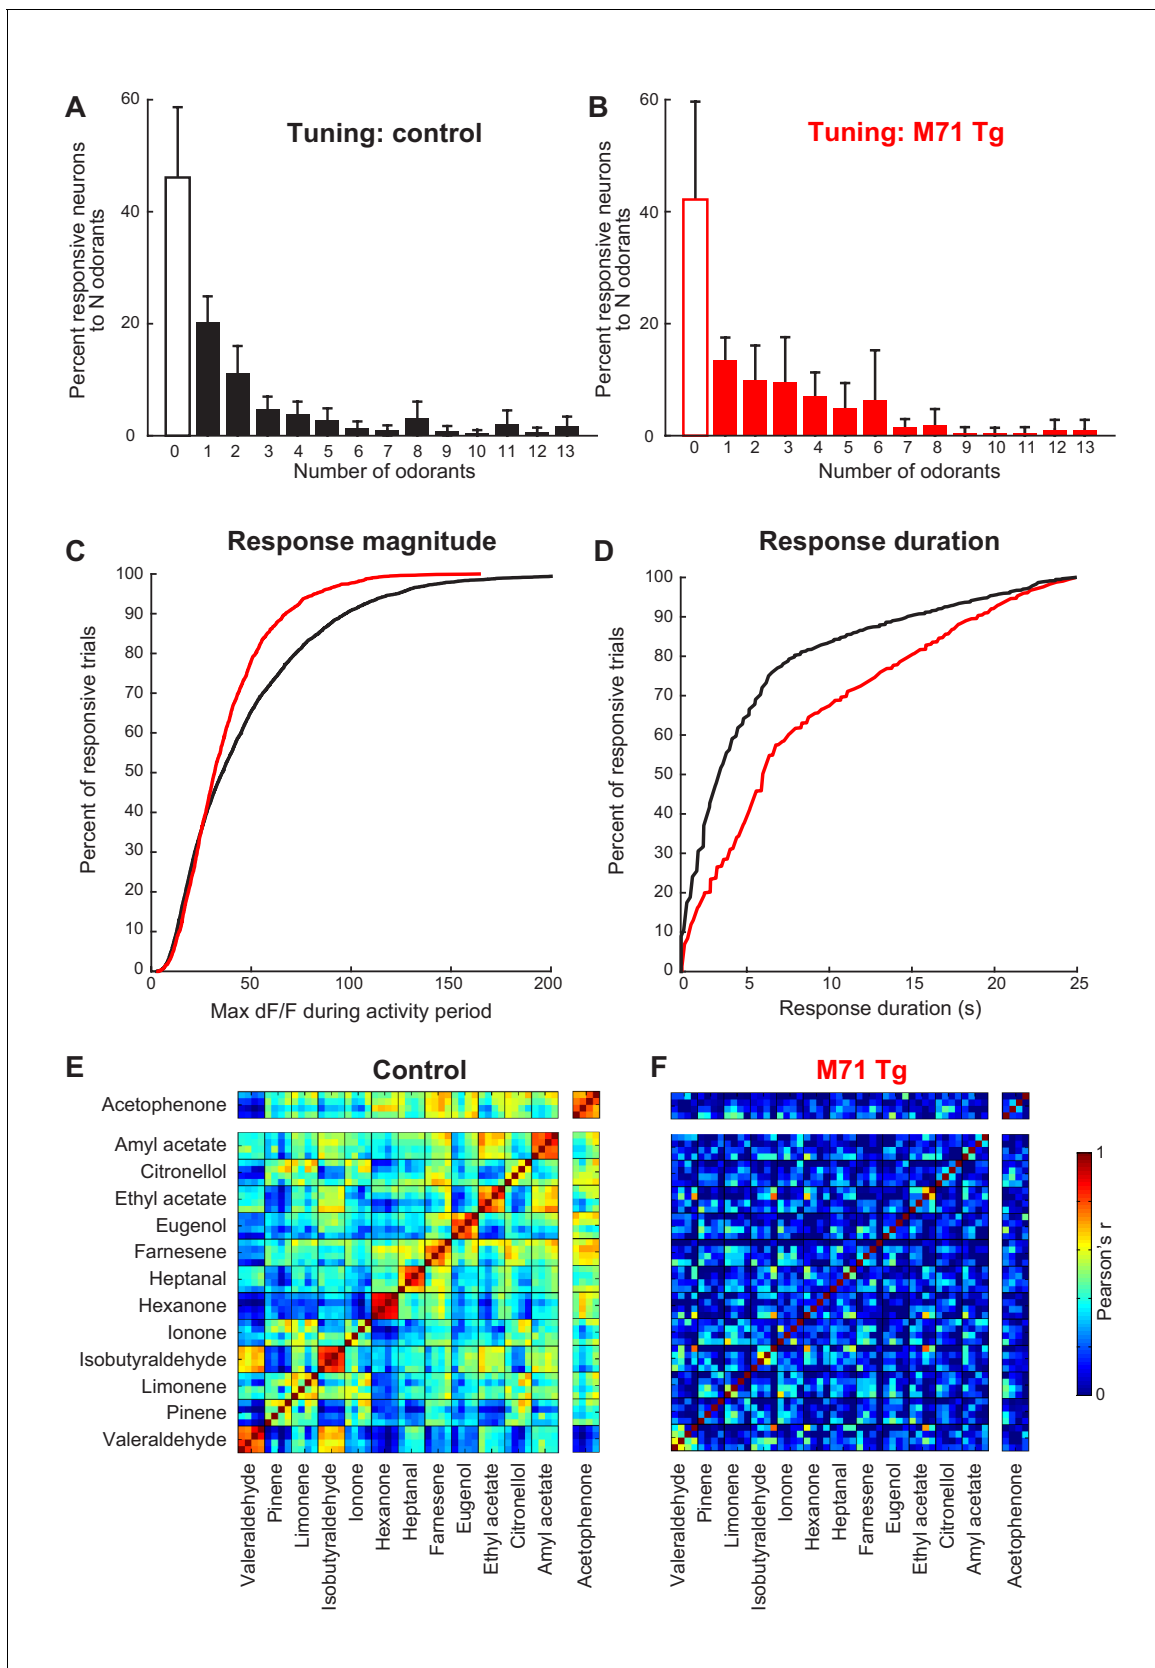 A
Tuning: control
Percent responsive neurons
to N odorants
60
40
20
0
0 1 2 3 4 5 6 7 8 9 10 11 12 13
Number of odorants
B
Tuning: M71 Tg
Percent responsive neurons
to N odorants
60
40
20
0
0 1 2 3 4 5 6 7 8 9 10 11 12 13
Number of odorants
C
Response magnitude
Percent of responsive trials
100
90
80
70
60
50
40
30
20
10
0
0 50 100 150 200
Max dF/F during activity period
D
Response duration
Percent of responsive trials
100
90
80
70
60
50
40
30
20
10
0
0 5 10 15 20 25
Response duration (s)
E
Control
Acetophenone
Amyl acetate
Citronellol
Ethyl acetate
Eugenol
Farnesene
Heptanal
Hexanone
Ionone
Isobutyraldehyde
Limonene
Pinene
Valeraldehyde
Valeraldehyde
Pinene
Limonene
Isobutyraldehyde
Ionone
Hexanone
Heptanal
Farnesene
Eugenol
Ethyl acetate
Citronellol
Amyl acetate
Acetophenone
F
M71 Tg
Valeraldehyde
Pinene
Limonene
Isobutyraldehyde
Ionone
Hexanone
Heptanal
Farnesene
Eugenol
Ethyl acetate
Citronellol
Amyl acetate
Acetophenone
1
Pearson's r
0